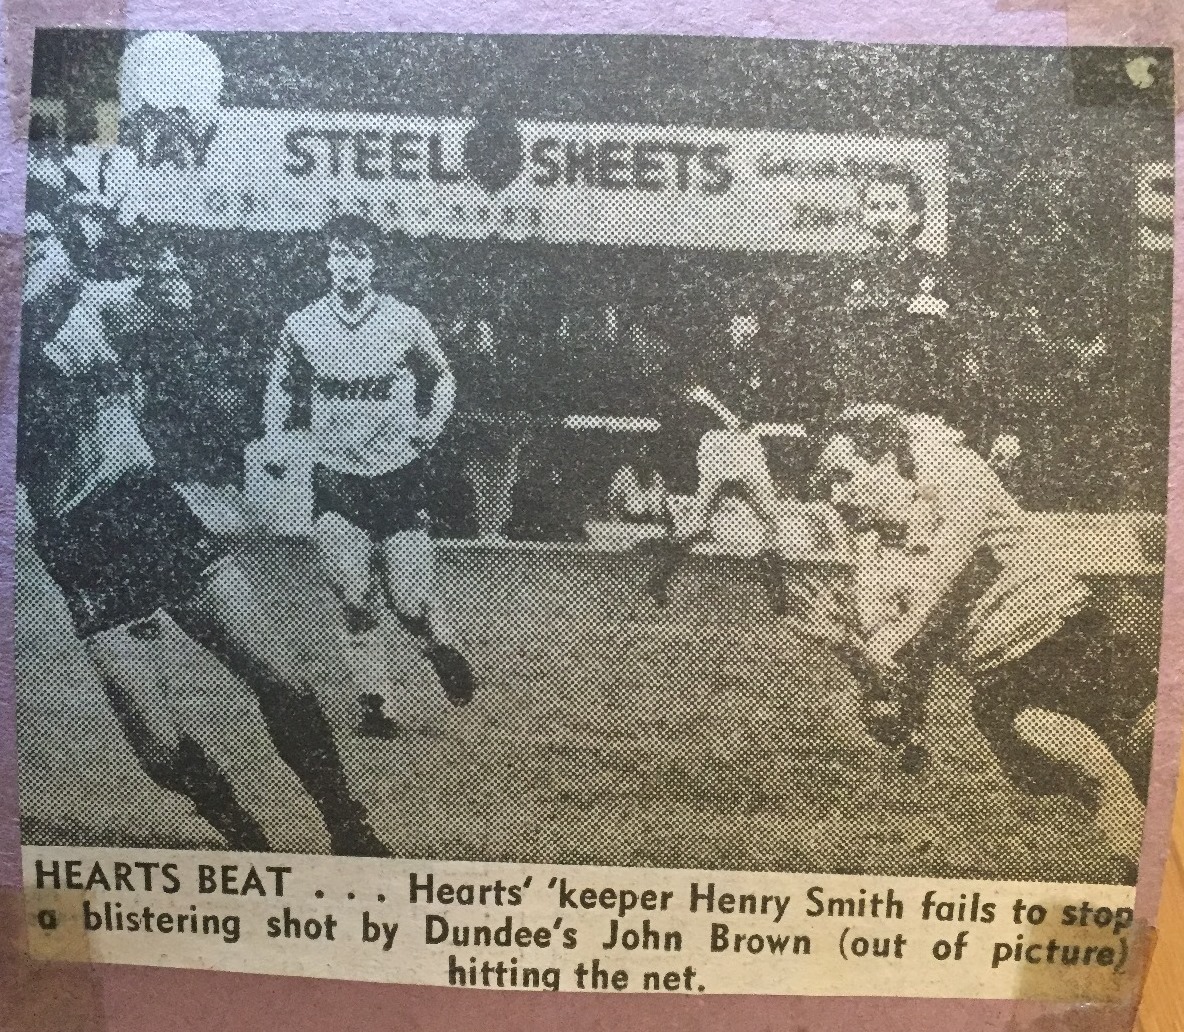 STEEL SHEETS
HEARTS BEAT . . . Hearts' 'keeper Henry Smith fails to stop
a blistering shot by Dundee's John Brown (out of picture)
hitting the net.